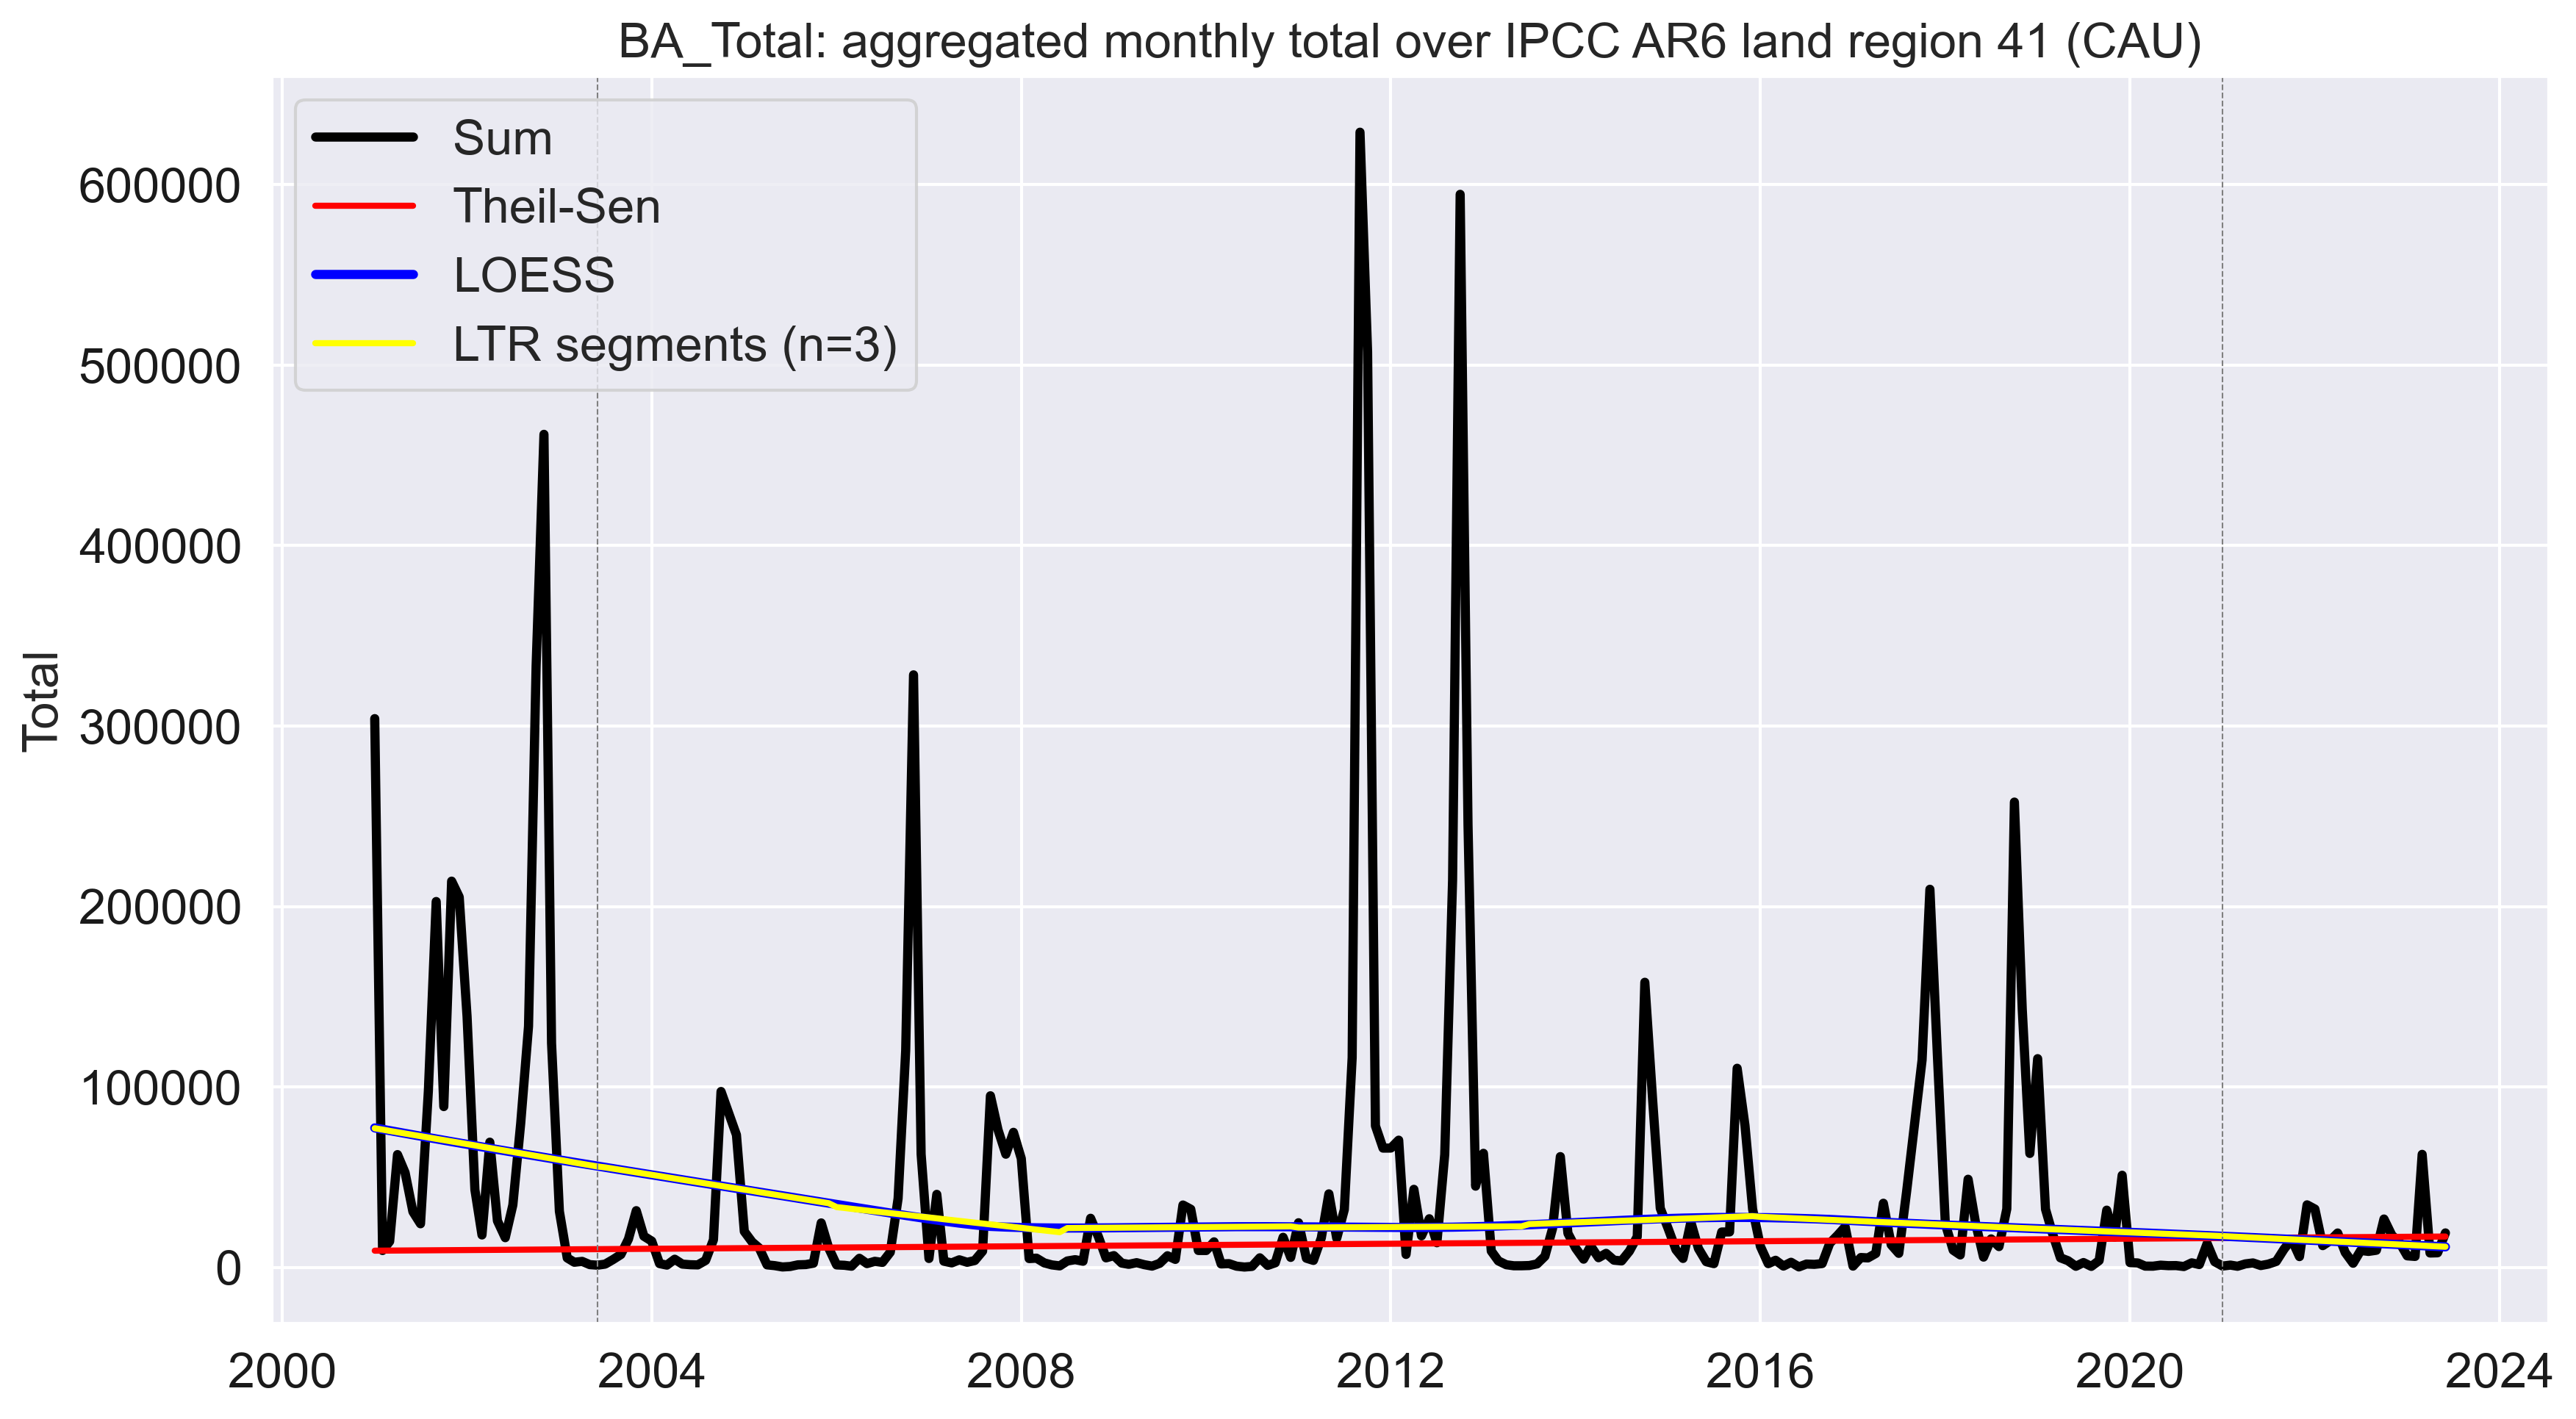 BA_Total: aggregated monthly total over IPCC AR6 land region 41 (CAU)
Sum
Theil-Sen
LOESS
LTR segments (n=3)
Total
600000
500000
400000
300000
200000
100000
0
2000 2004 2008 2012 2016 2020 2024